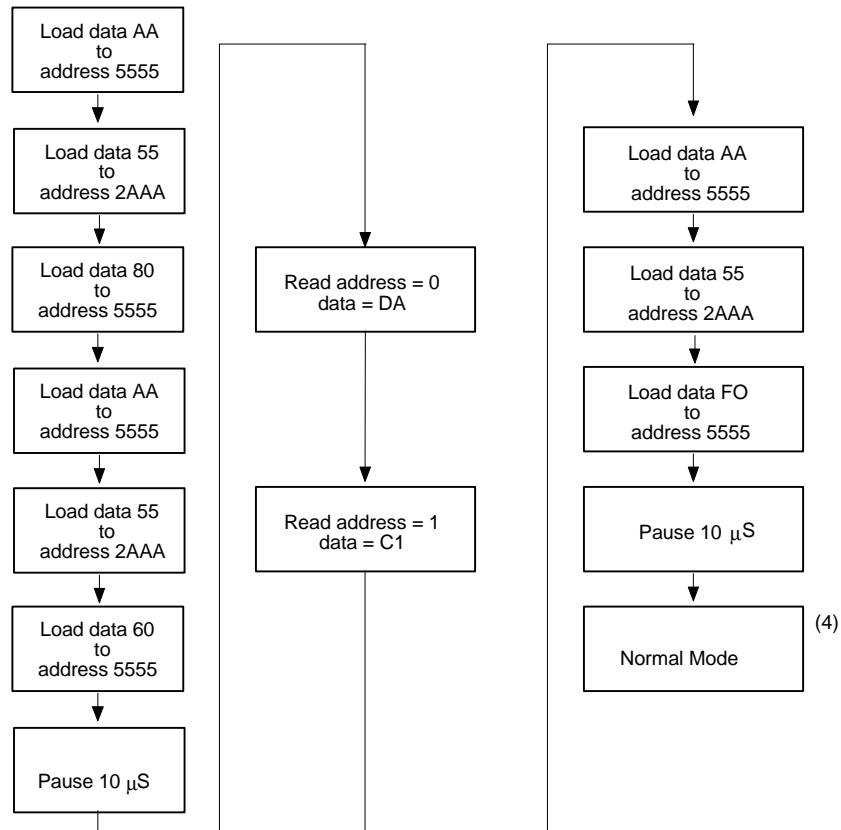 Load data AA
to
address 5555
Load data 55
to
address 2AAA
Load data 80
to
address 5555
Load data AA
to
address 5555
Load data 55
to
address 2AAA
Load data 60
to
address 5555
Pause 10 μS
Read address = 0
data = DA
Read address = 1
data = C1
Load data AA
to
address 5555
Load data 55
to
address 2AAA
Load data FO
to
address 5555
Pause 10 μS
Normal Mode
(4)